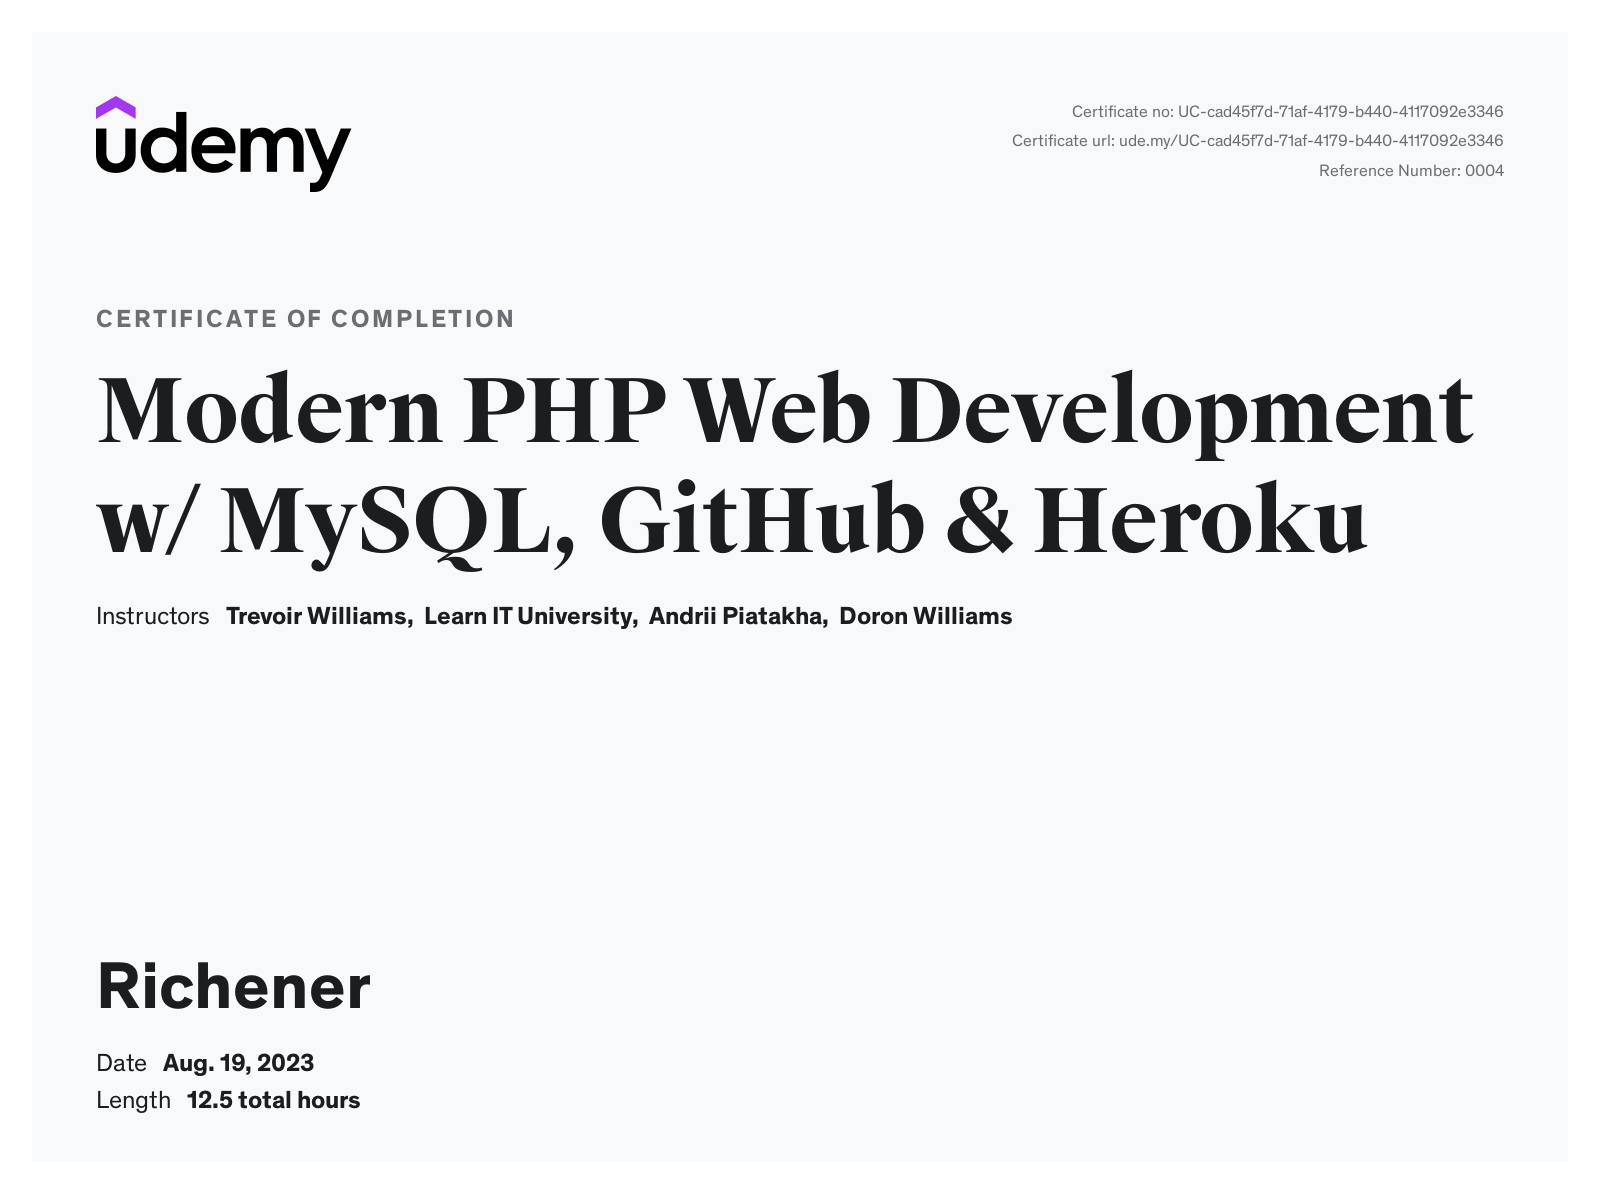 udemy
Certificate no: UC-cad45f7d-71af-4179-b440-4117092e3346
Certificate url: ude.my/UC-cad45f7d-71af-4179-b440-4117092e3346
Reference Number: 0004
CERTIFICATE OF COMPLETION
Modern PHP Web Development
w/ MySQL, GitHub & Heroku
Instructors Trevoir Williams, Learn IT University, Andrii Piatakha, Doron Williams
Richener
Date Aug. 19, 2023
Length 12.5 total hours